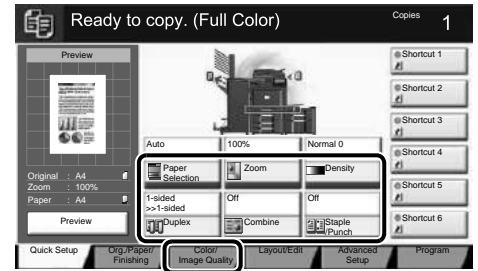 Ready to copy. (Full Color)
Copies 1
Preview
Original : A4
Zoom : 100%
Paper : A4
Preview
Auto
100%
Normal 0
Paper
Selection
Zoom
Density
1-sided
>>1-sided
Off
Off
Duplex
Combine
Staple
/Punch
Shortcut 1
Shortcut 2
Shortcut 3
Shortcut 4
Shortcut 5
Shortcut 6
Quick Setup
Org./Paper/
Finishing
Color/
Image Quality
Layout/Edit
Advanced
Setup
Program